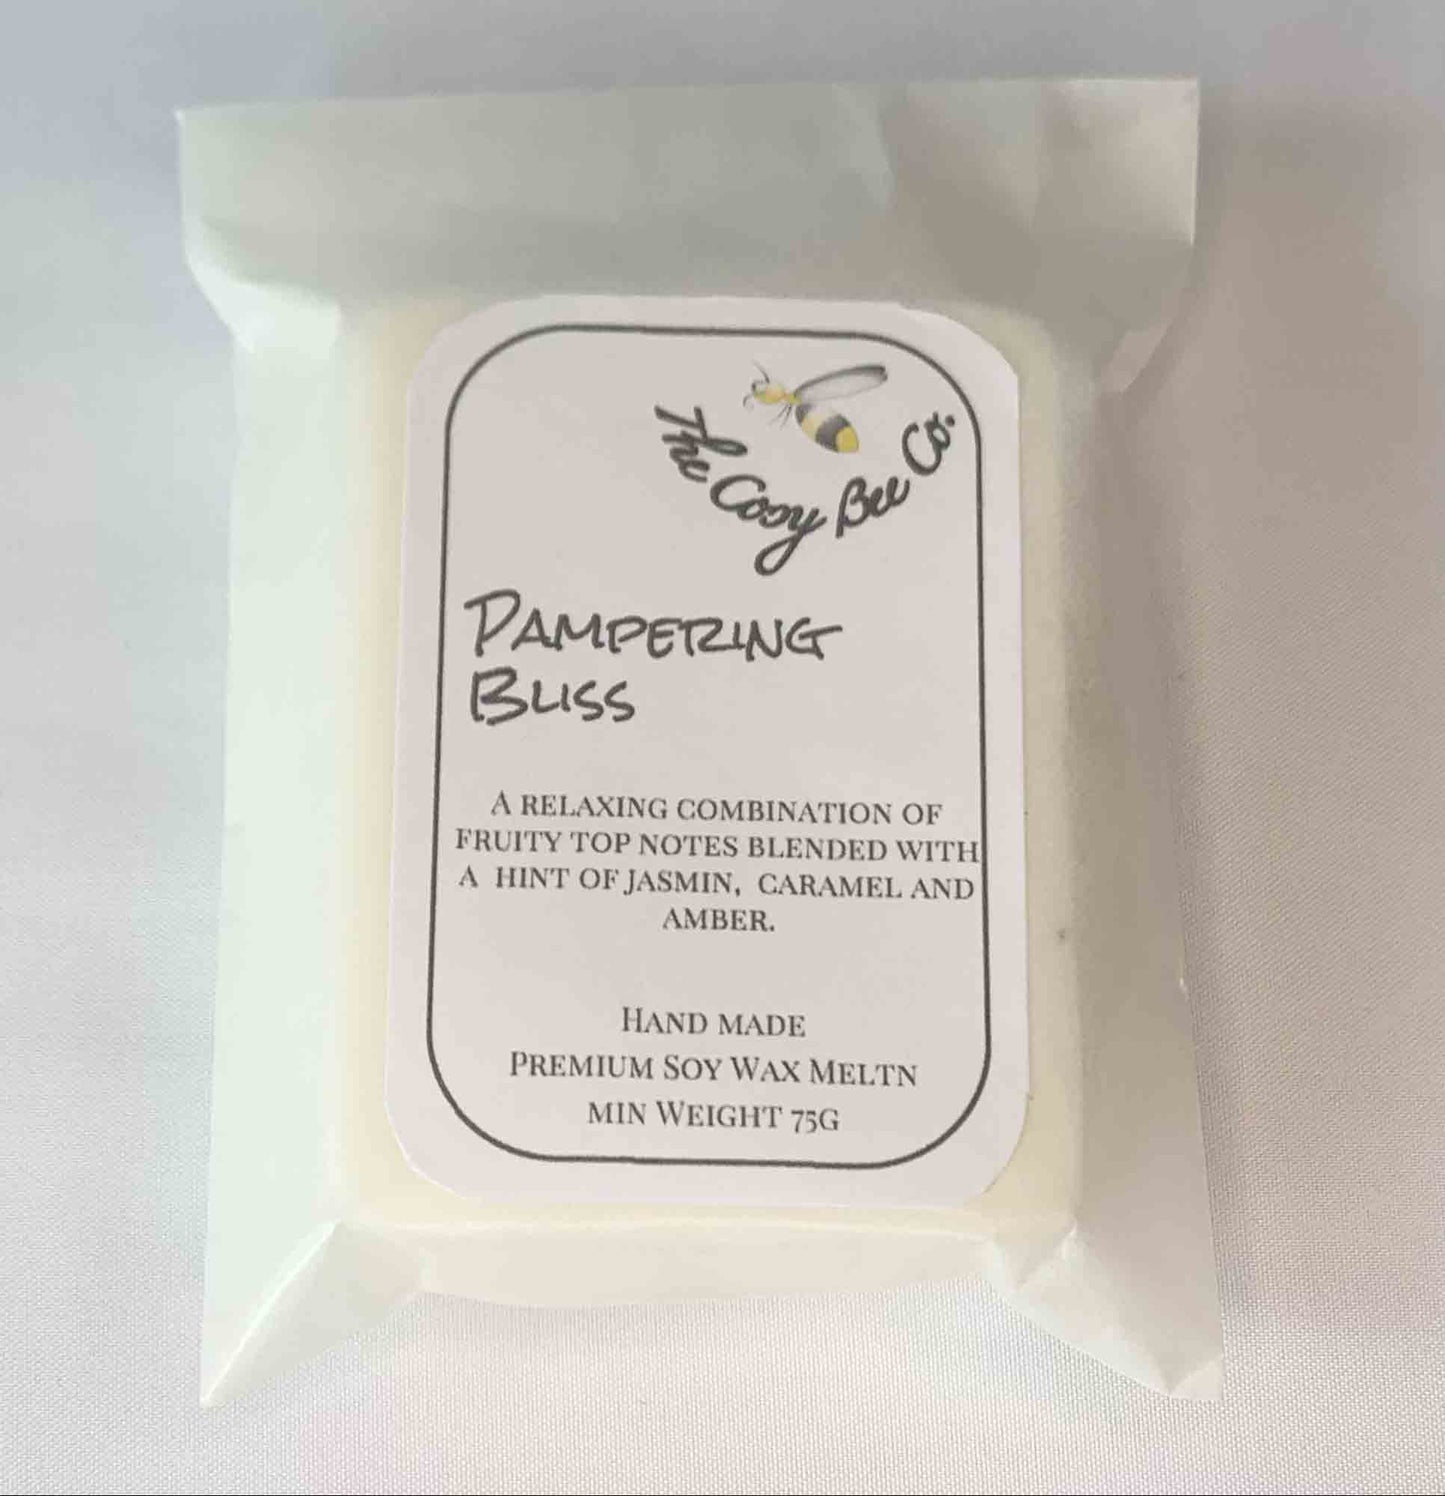 The Cosy Bee Co.
PAMPERING
BLISS
A RELAXING COMBINATION OF
FRUITY TOP NOTES BLENDED WITH
A HINT OF JASMIN, CARAMEL AND
AMBER.
HAND MADE
PREMIUM SOY WAX MELTN
MIN WEIGHT 75G